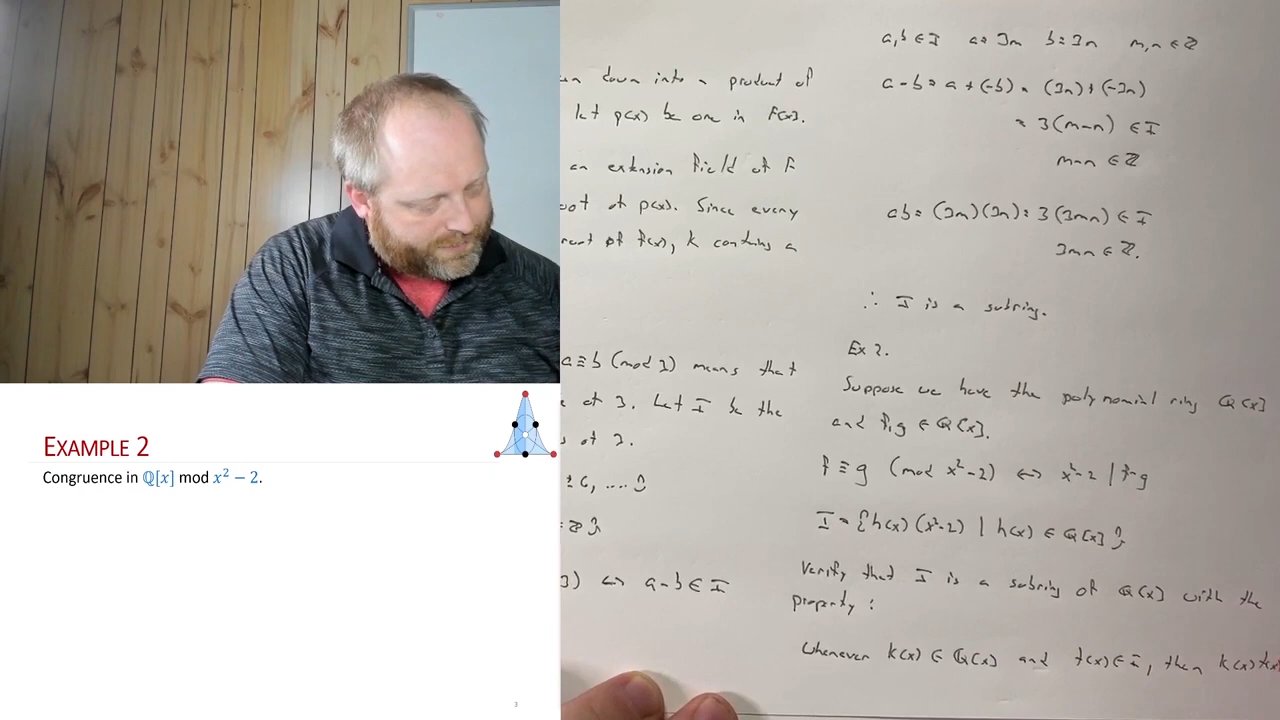 EXAMPLE 2
Congruence in ℚ[x] mod x² − 2.
3
down into a product of
let p(x) be one in F[x].
an extension field of F
root of p(x). Since every
root of f(x), K contains a
a ≡ b (mod 3) means that
of 3. Let I be the
of 3.
± 6, .... }
ℤ }
3) ⟷ a − b ∈ I
a, b ∈ I a = 3m b = 3n m, n ∈ ℤ
a − b = a + (−b) = (3m) + (−3n)
= 3(m−n) ∈ I
m−n ∈ ℤ
ab = (3m)(3n) = 3(3mn) ∈ I
3mn ∈ ℤ.
∴ I is a subring.
Ex 2.
Suppose we have the polynomial ring ℚ[x]
and f, g ∈ ℚ[x].
f ≡ g (mod x²−2) ⟷ x²−2 | f−g
I = { h(x) (x²−2) | h(x) ∈ ℚ[x] }
Verify that I is a subring of ℚ[x] with the
property :
Whenever k(x) ∈ ℚ[x] and t(x) ∈ I, then k(x)t(x